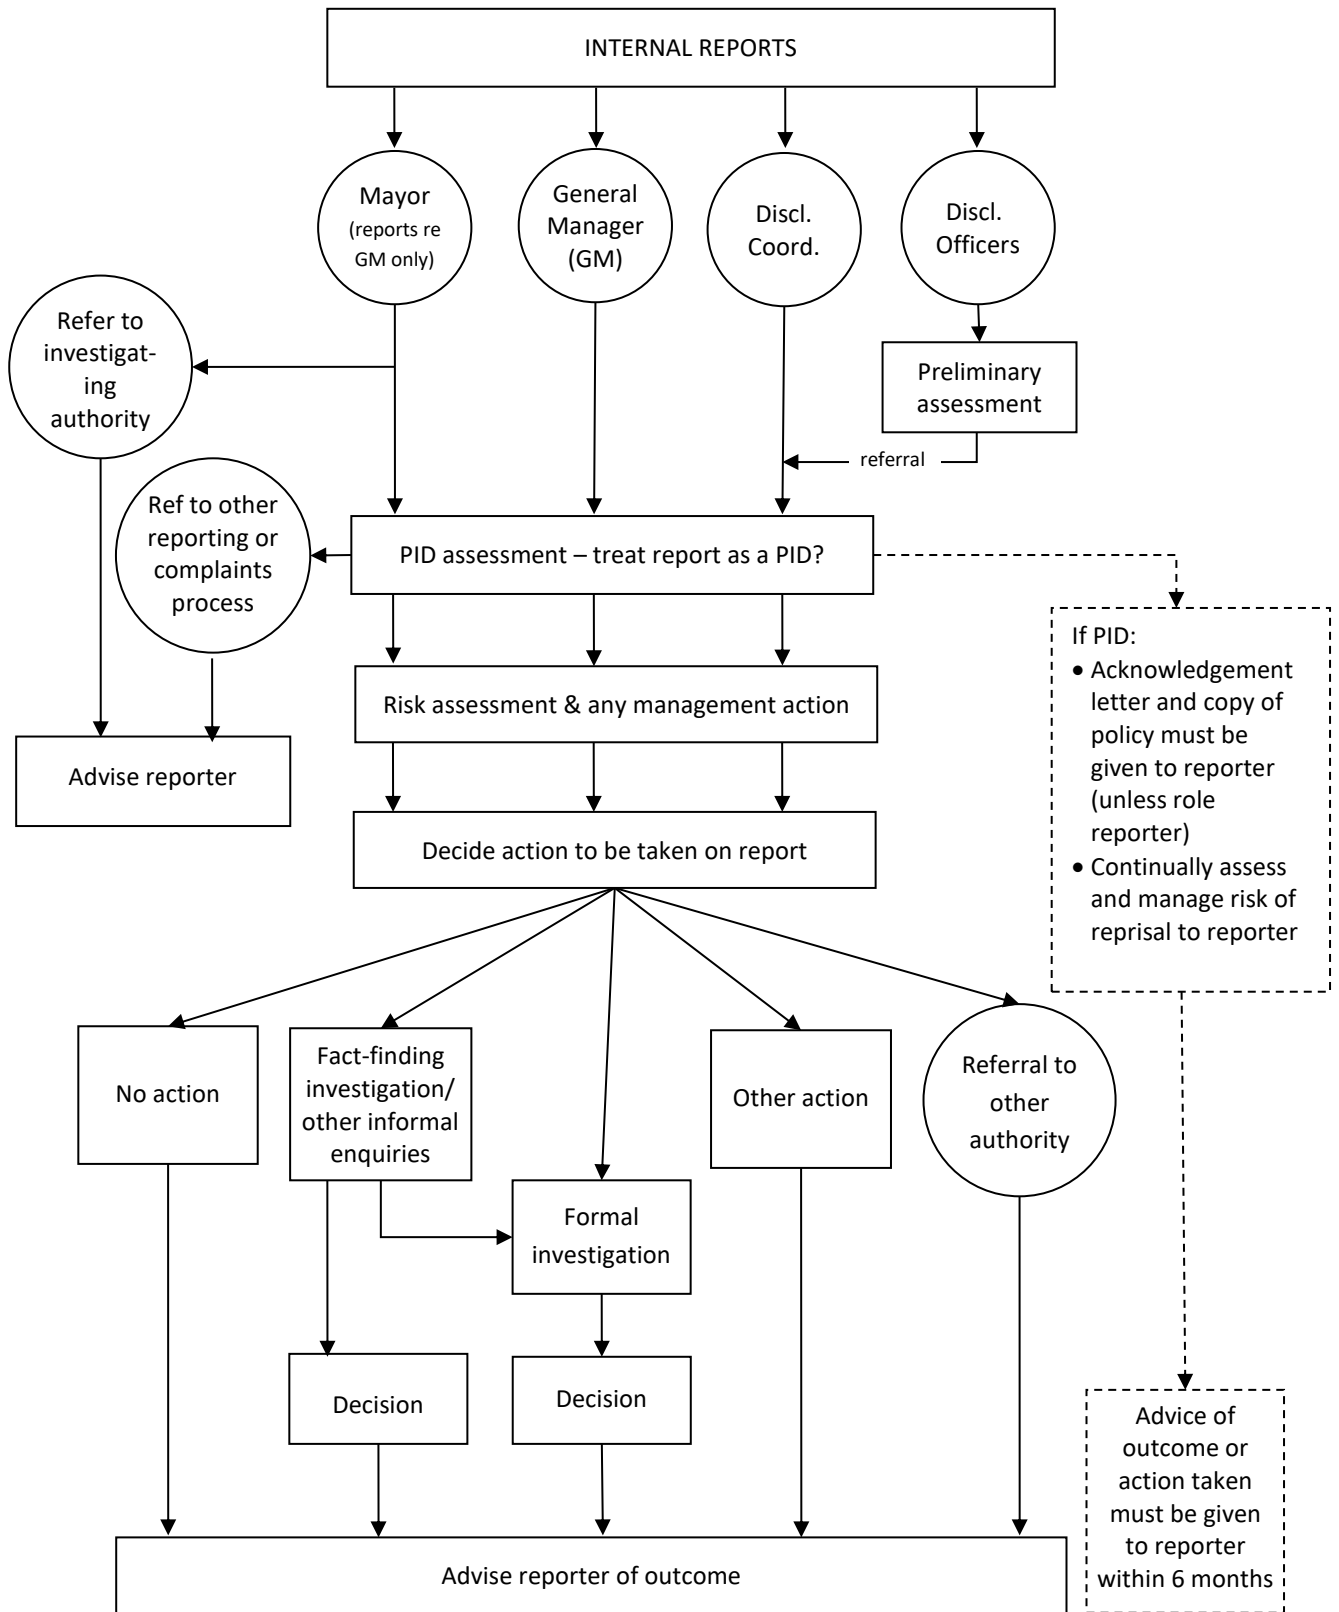 INTERNAL REPORTS
Mayor
(reports re
GM only)
General
Manager
(GM)
Discl.
Coord.
Discl.
Officers
Refer to
investigat-
ing
authority
Preliminary
assessment
referral
Ref to other
reporting or
complaints
process
PID assessment – treat report as a PID?
If PID:
• Acknowledgement
letter and copy of
policy must be
given to reporter
(unless role
reporter)
• Continually assess
and manage risk of
reprisal to reporter
Risk assessment & any management action
Advise reporter
Decide action to be taken on report
No action
Fact-finding
investigation/
other informal
enquiries
Formal
investigation
Other action
Referral to
other
authority
Decision
Decision
Advice of
outcome or
action taken
must be given
to reporter
within 6 months
Advise reporter of outcome